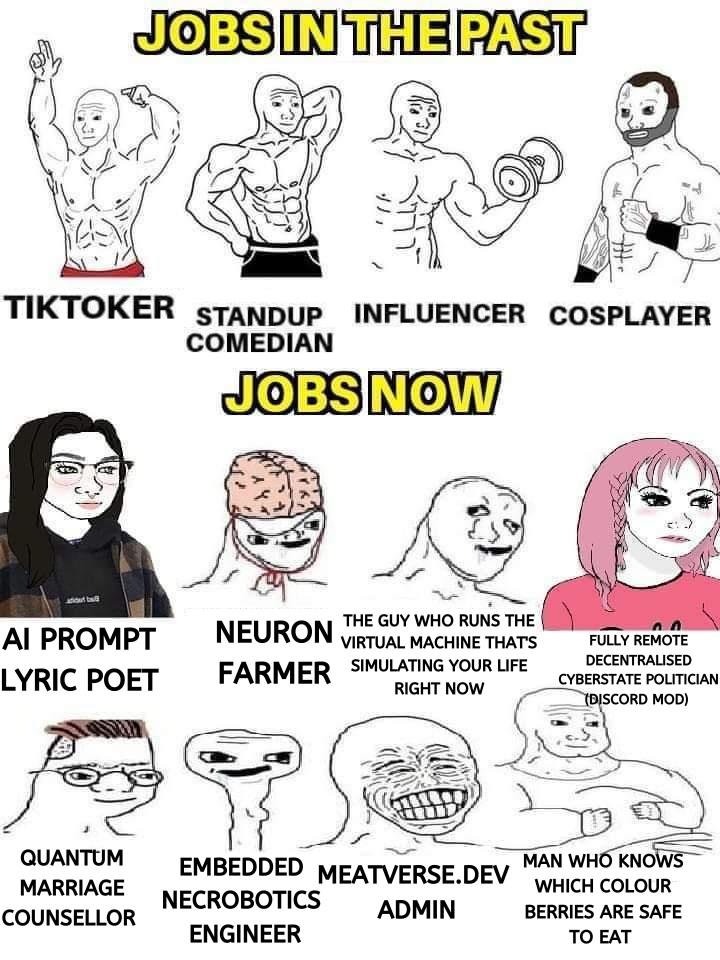 JOBS IN THE PAST
TIKTOKER
STANDUP
COMEDIAN
INFLUENCER
COSPLAYER
JOBS NOW
AI PROMPT
LYRIC POET
NEURON
FARMER
THE GUY WHO RUNS THE
VIRTUAL MACHINE THAT'S
SIMULATING YOUR LIFE
RIGHT NOW
FULLY REMOTE
DECENTRALISED
CYBERSTATE POLITICIAN
(DISCORD MOD)
QUANTUM
MARRIAGE
COUNSELLOR
EMBEDDED
NECROBOTICS
ENGINEER
MEATVERSE.DEV
ADMIN
MAN WHO KNOWS
WHICH COLOUR
BERRIES ARE SAFE
TO EAT